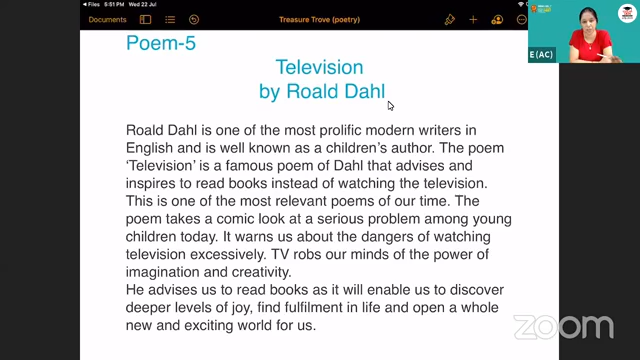 Files 5:51 PM Wed 22 Jul
Documents
Treasure Trove (poetry)
E (AC)
Poem-5
Television
by Roald Dahl
Roald Dahl is one of the most prolific modern writers in
English and is well known as a children's author. The poem
'Television' is a famous poem of Dahl that advises and
inspires to read books instead of watching the television.
This is one of the most relevant poems of our time. The
poem takes a comic look at a serious problem among young
children today. It warns us about the dangers of watching
television excessively. TV robs our minds of the power of
imagination and creativity.
He advises us to read books as it will enable us to discover
deeper levels of joy, find fulfilment in life and open a whole
new and exciting world for us.
zoom